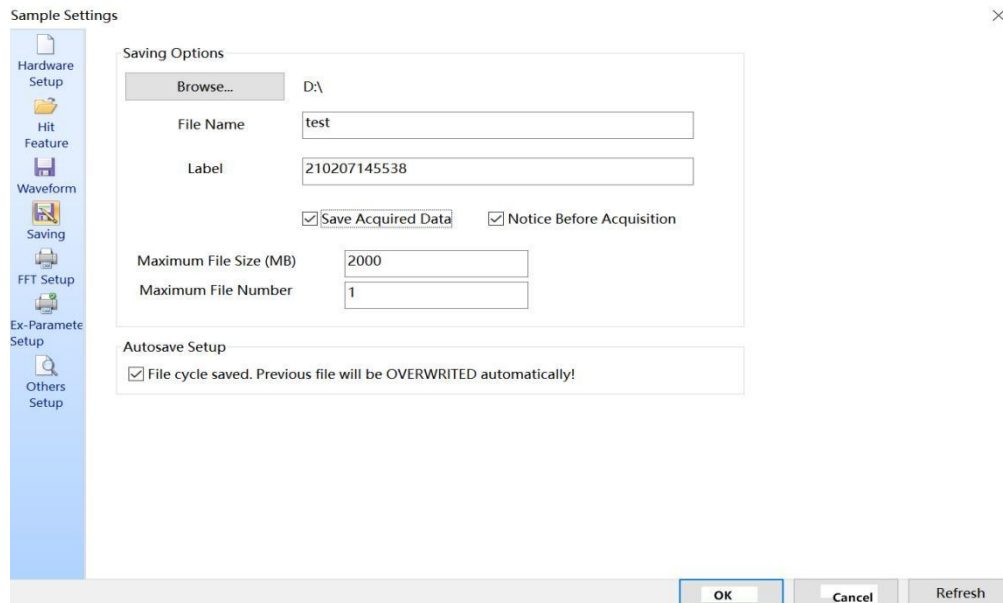 Sample Settings
Hardware
Setup
Hit
Feature
Waveform
Saving
FFT Setup
Ex-Paramete
Setup
Others
Setup
Saving Options
Browse...
D:\
File Name
test
Label
210207145538
Save Acquired Data
Notice Before Acquisition
Maximum File Size (MB)
2000
Maximum File Number
1
Autosave Setup
File cycle saved. Previous file will be OVERWRITED automatically!
OK
Cancel
Refresh